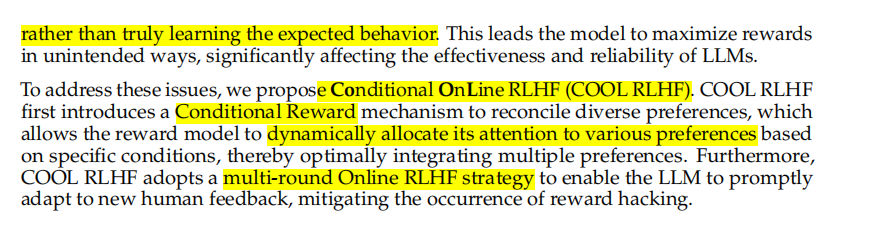 rather than truly learning the expected behavior. This leads the model to maximize rewards
in unintended ways, significantly affecting the effectiveness and reliability of LLMs.
To address these issues, we propose Conditional OnLine RLHF (COOL RLHF). COOL RLHF
first introduces a Conditional Reward mechanism to reconcile diverse preferences, which
allows the reward model to dynamically allocate its attention to various preferences based
on specific conditions, thereby optimally integrating multiple preferences. Furthermore,
COOL RLHF adopts a multi-round Online RLHF strategy to enable the LLM to promptly
adapt to new human feedback, mitigating the occurrence of reward hacking.